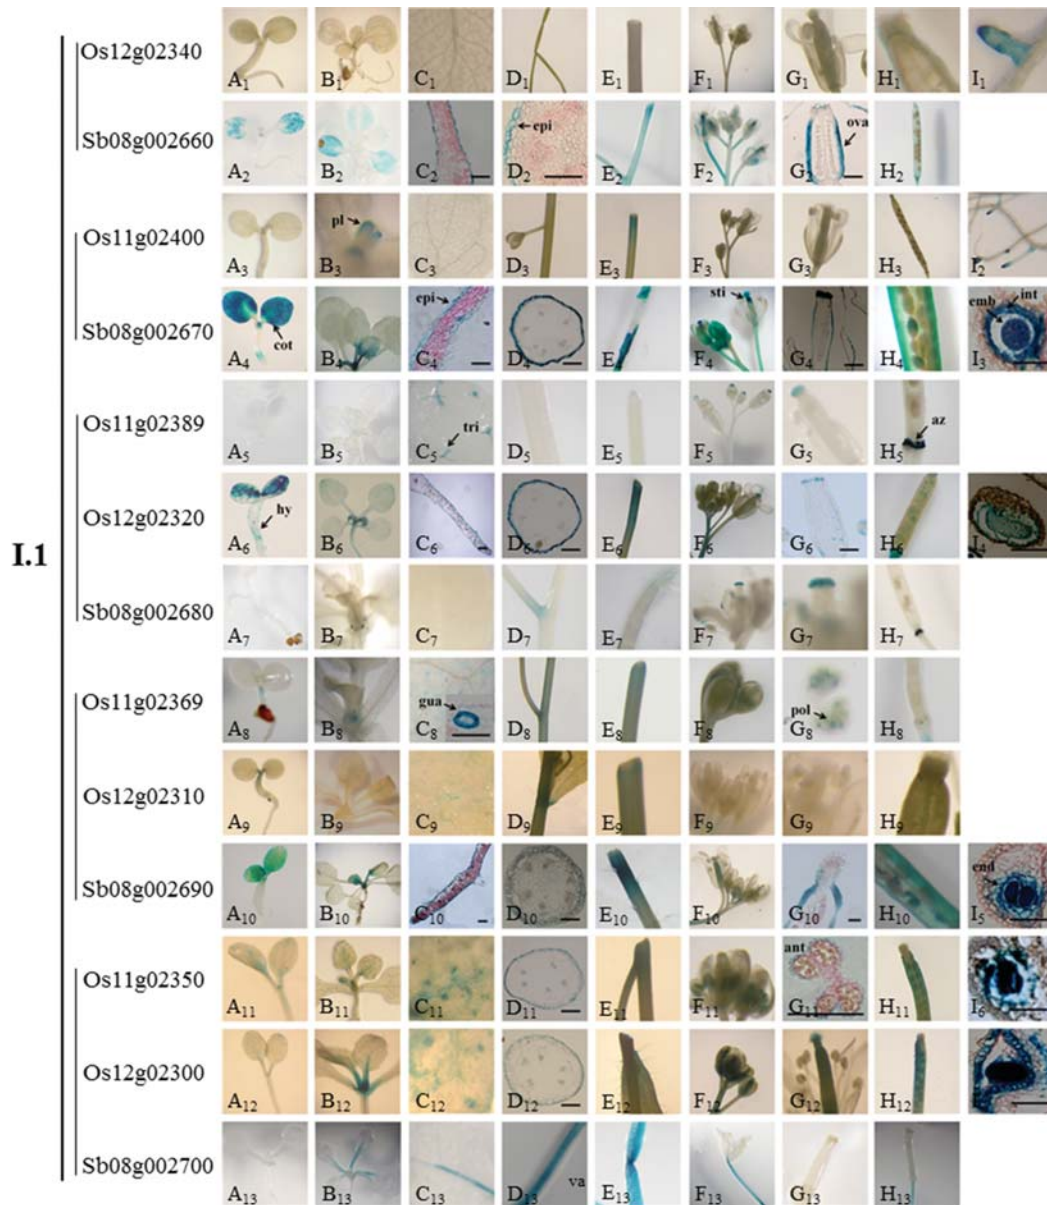 I.1
Os12g02340 A1 B1 C1 D1 E1 F1 G1 H1 I1
Sb08g002660 A2 B2 C2 epi D2 E2 F2 ova G2 H2
Os11g02400 A3 pl B3 C3 D3 E3 F3 G3 H3 I2
Sb08g002670 cot A4 B4 epi C4 D4 E4 sti F4 G4 H4 emb int I3
Os11g02389 A5 B5 tri C5 D5 E5 F5 G5 az H5
Os12g02320 hy A6 B6 C6 D6 E6 F6 G6 H6 I4
Sb08g002680 A7 B7 C7 D7 E7 F7 G7 H7
Os11g02369 A8 B8 gua C8 D8 E8 F8 pol G8 H8
Os12g02310 A9 B9 C9 D9 E9 F9 G9 H9
Sb08g002690 A10 B10 C10 D10 E10 F10 G10 H10 end I5
Os11g02350 A11 B11 C11 D11 E11 F11 ant G11 H11 I6
Os12g02300 A12 B12 C12 D12 E12 F12 G12 H12
Sb08g002700 A13 B13 C13 D13 va E13 F13 G13 H13